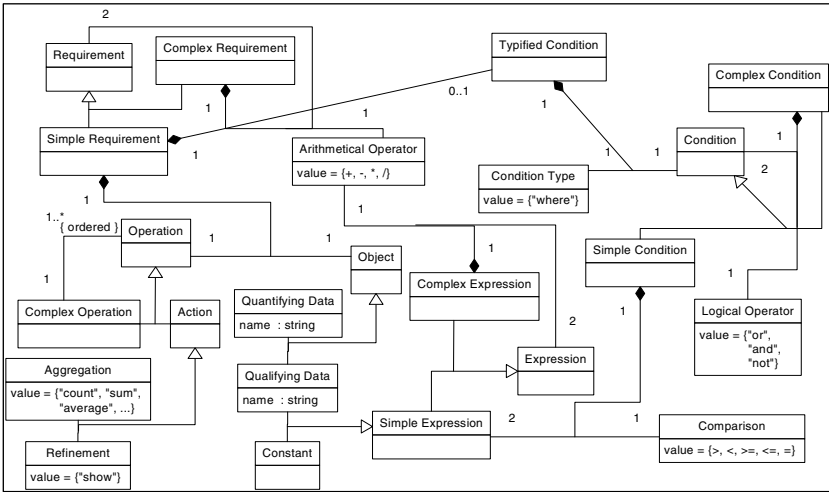 2
Requirement
Complex Requirement
Typified Condition
Complex Condition
0..1
1
1
1
1
Simple Requirement
1
Arithmetical Operator
value = {+, -, *, /}
Condition
1
1
1
2
Condition Type
value = {"where"}
1
1..*
{ ordered }
Operation
1
1
1
Object
1
Simple Condition
1
Complex Expression
1
1
Complex Operation
Action
Quantifying Data
name : string
Logical Operator
value = {"or",
"and",
"not"}
1
2
Expression
Aggregation
value = {"count", "sum",
"average", ...}
Qualifying Data
name : string
Simple Expression
2
1
Comparison
value = {>, <, >=, <=, =}
Refinement
value = {"show"}
Constant